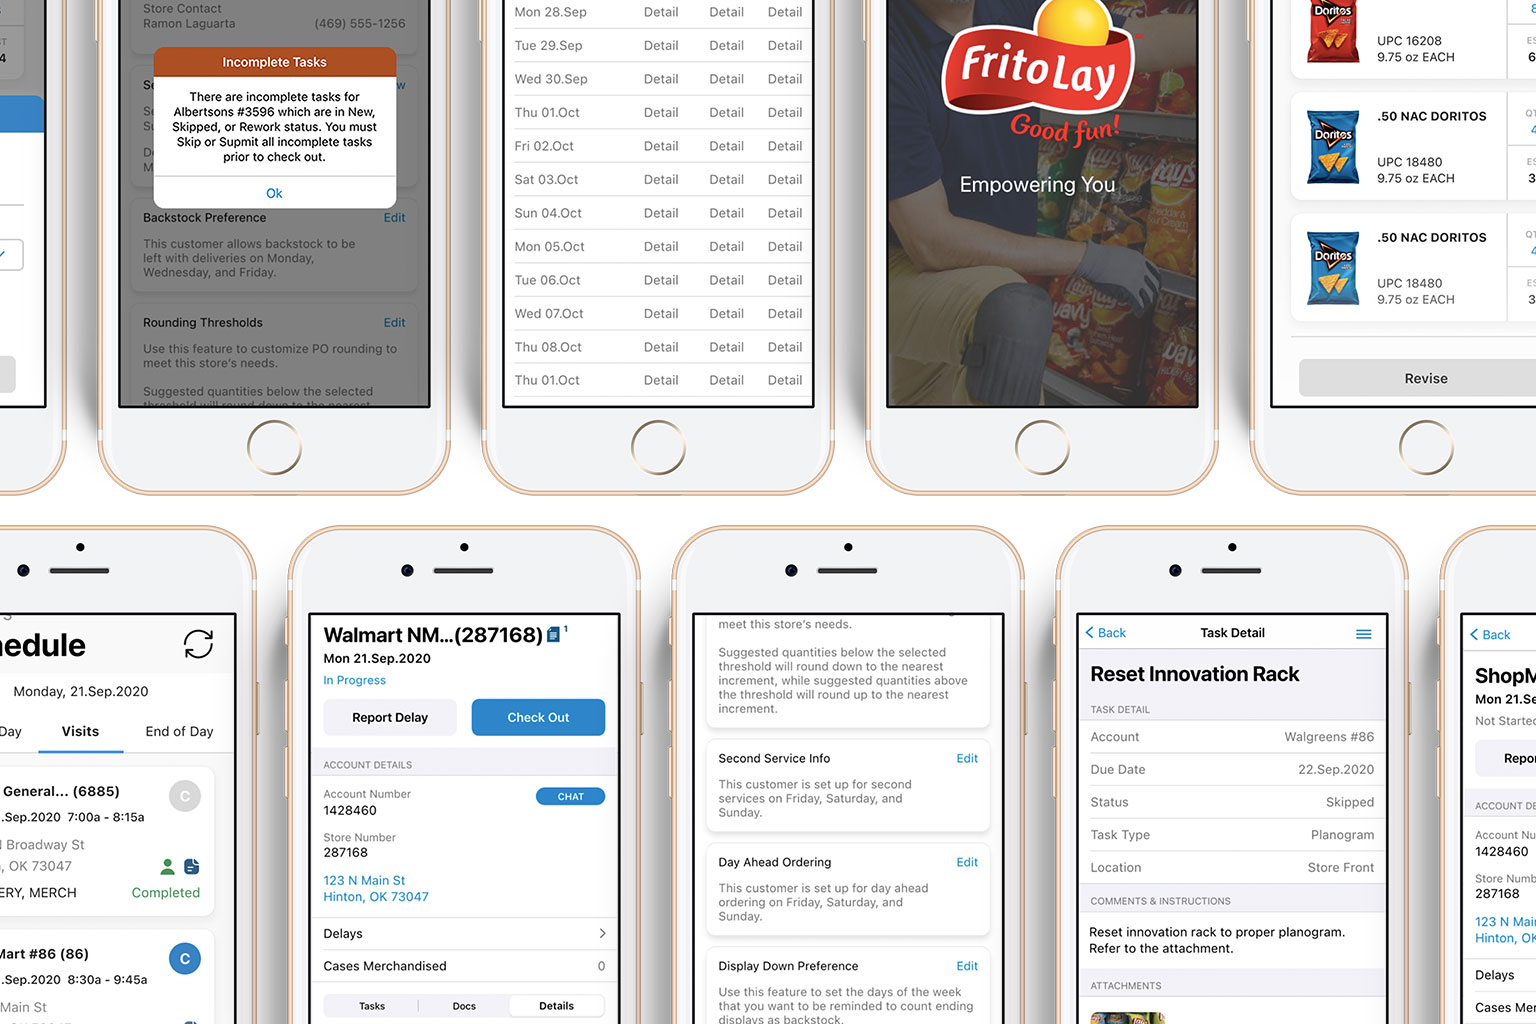 4
Store Contact
Ramon Laguarta (469) 555-1256
Incomplete Tasks
There are incomplete tasks for
Albertsons #3596 which are in New,
Skipped, or Rework status. You must
Skip or Supmit all incomplete tasks
prior to check out.
Ok
Backstock Preference Edit
This customer allows backstock to be
left with deliveries on Monday,
Wednesday, and Friday.
Rounding Thresholds Edit
Use this feature to customize PO rounding to
meet this store's needs.
Suggested quantities below the selected
threshold will round down to the nearest
Mon 28.Sep Detail Detail Detail
Tue 29.Sep Detail Detail Detail
Wed 30.Sep Detail Detail Detail
Thu 01.Oct Detail Detail Detail
Fri 02.Oct Detail Detail Detail
Sat 03.Oct Detail Detail Detail
Sun 04.Oct Detail Detail Detail
Mon 05.Oct Detail Detail Detail
Tue 06.Oct Detail Detail Detail
Wed 07.Oct Detail Detail Detail
Thu 08.Oct Detail Detail Detail
Thu 01.Oct Detail Detail Detail
FritoLay
Good fun!
Empowering You
Doritos
UPC 16208
9.75 oz EACH
.50 NAC DORITOS
Doritos
UPC 18480
9.75 oz EACH
.50 NAC DORITOS
Doritos
UPC 18480
9.75 oz EACH
Revise
hedule
Monday, 21.Sep.2020
Day Visits End of Day
General... (6885) C
.Sep.2020 7:00a - 8:15a
Broadway St
, OK 73047
ERY, MERCH Completed
Mart #86 (86) C
.Sep.2020 8:30a - 9:45a
Main St
Walmart NM...(287168) 1
Mon 21.Sep.2020
In Progress
Report Delay Check Out
ACCOUNT DETAILS
Account Number CHAT
1428460
Store Number
287168
123 N Main St
Hinton, OK 73047
Delays
Cases Merchandised 0
Tasks Docs Details
meet this store's needs.
Suggested quantities below the selected
threshold will round down to the nearest
increment, while suggested quantities above
the threshold will round up to the nearest
increment.
Second Service Info Edit
This customer is set up for second
services on Friday, Saturday, and
Sunday.
Day Ahead Ordering Edit
This customer is set up for day ahead
ordering on Friday, Saturday, and
Sunday.
Display Down Preference Edit
Use this feature to set the days of the week
that you want to be reminded to count ending
displays as backstock.
Back Task Detail
Reset Innovation Rack
TASK DETAIL
Account Walgreens #86
Due Date 22.Sep.2020
Status Skipped
Task Type Planogram
Location Store Front
COMMENTS & INSTRUCTIONS
Reset innovation rack to proper planogram.
Refer to the attachment.
ATTACHMENTS
Back
ShopM
Mon 21.Se
Not Started
Repor
ACCOUNT DE
Account Nu
1428460
Store Numb
287168
123 N Mai
Hinton, OK
Delays
Cases Mer